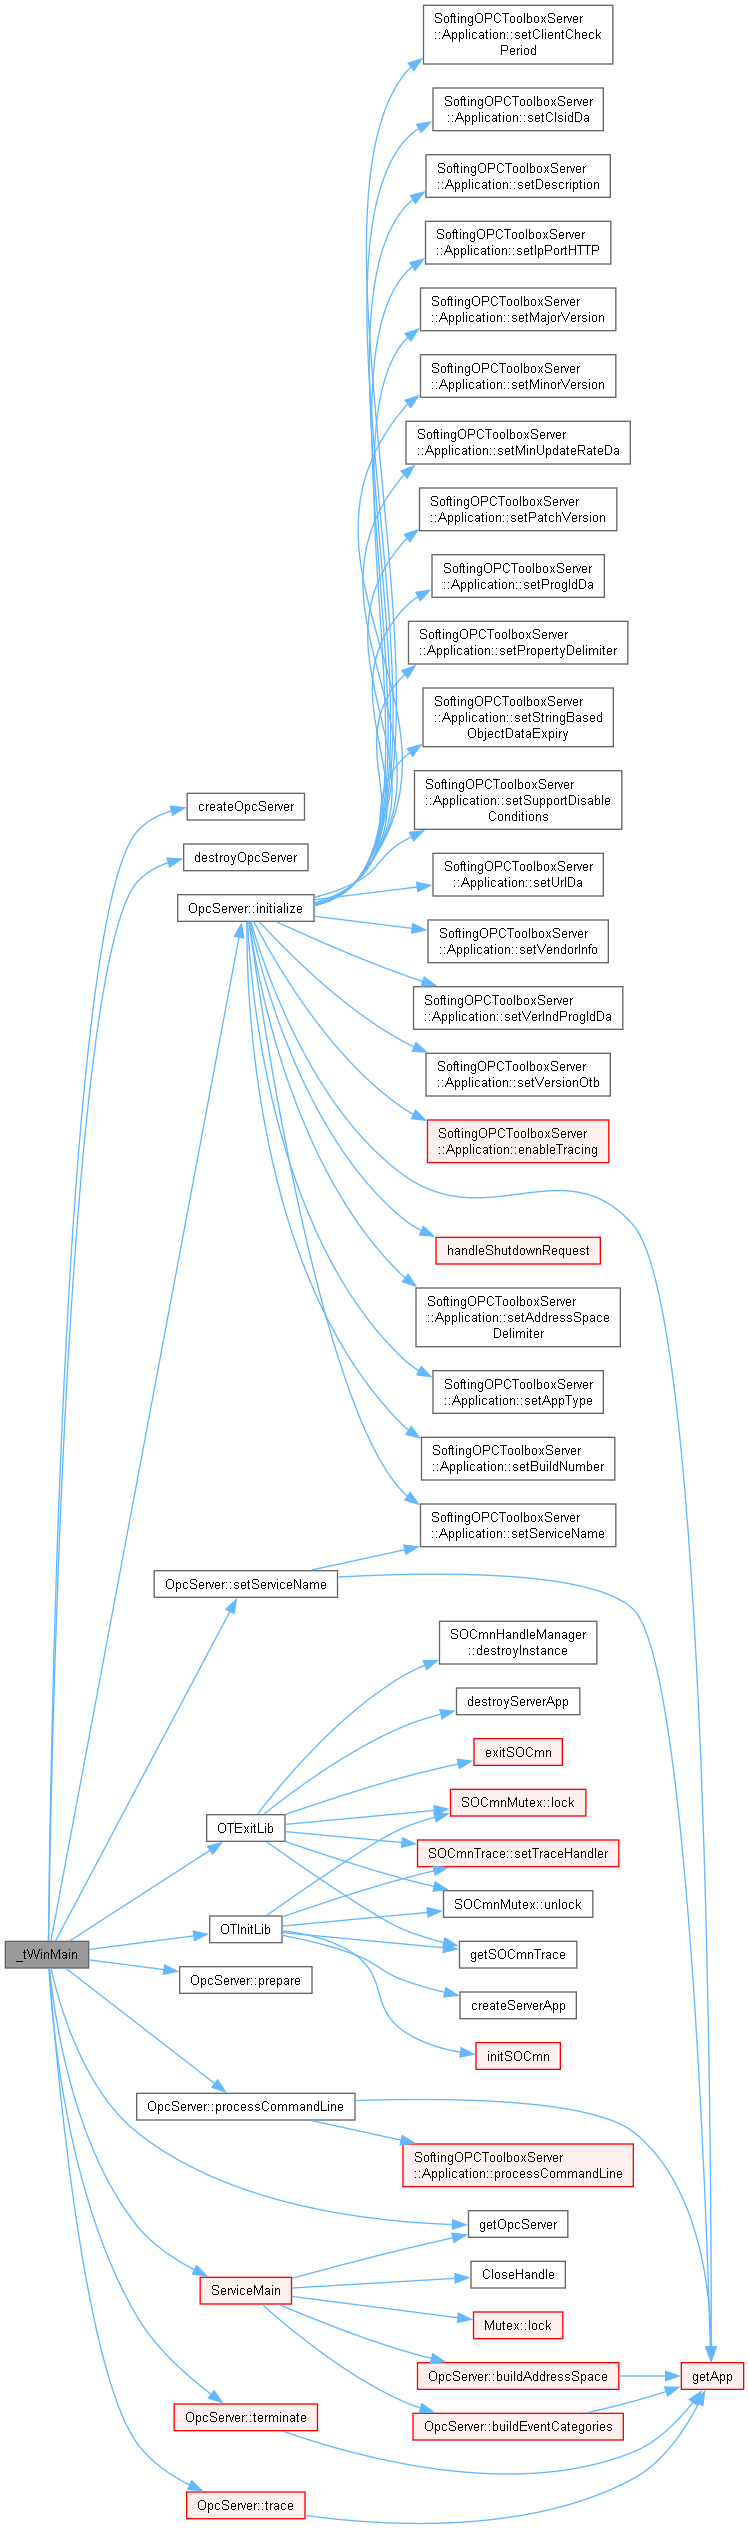 SoftingOPCToolboxServer
::Application::setClientCheck
Period
SoftingOPCToolboxServer
::Application::setClsidDa
SoftingOPCToolboxServer
::Application::setDescription
SoftingOPCToolboxServer
::Application::setIpPortHTTP
SoftingOPCToolboxServer
::Application::setMajorVersion
SoftingOPCToolboxServer
::Application::setMinorVersion
SoftingOPCToolboxServer
::Application::setMinUpdateRateDa
SoftingOPCToolboxServer
::Application::setPatchVersion
SoftingOPCToolboxServer
::Application::setProgIdDa
SoftingOPCToolboxServer
::Application::setPropertyDelimiter
SoftingOPCToolboxServer
::Application::setStringBased
ObjectDataExpiry
SoftingOPCToolboxServer
::Application::setSupportDisable
Conditions
createOpcServer
destroyOpcServer
SoftingOPCToolboxServer
::Application::setUrlDa
OpcServer::initialize
SoftingOPCToolboxServer
::Application::setVendorInfo
SoftingOPCToolboxServer
::Application::setVerIndProgIdDa
SoftingOPCToolboxServer
::Application::setVersionOtb
SoftingOPCToolboxServer
::Application::enableTracing
handleShutdownRequest
SoftingOPCToolboxServer
::Application::setAddressSpace
Delimiter
SoftingOPCToolboxServer
::Application::setAppType
SoftingOPCToolboxServer
::Application::setBuildNumber
SoftingOPCToolboxServer
::Application::setServiceName
OpcServer::setServiceName
SOCmnHandleManager
::destroyInstance
destroyServerApp
exitSOCmn
SOCmnMutex::lock
OTExitLib
SOCmnTrace::setTraceHandler
SOCmnMutex::unlock
OTInitLib
_tWinMain
getSOCmnTrace
OpcServer::prepare
createServerApp
initSOCmn
OpcServer::processCommandLine
SoftingOPCToolboxServer
::Application::processCommandLine
getOpcServer
CloseHandle
ServiceMain
Mutex::lock
OpcServer::buildAddressSpace
getApp
OpcServer::terminate
OpcServer::buildEventCategories
OpcServer::trace